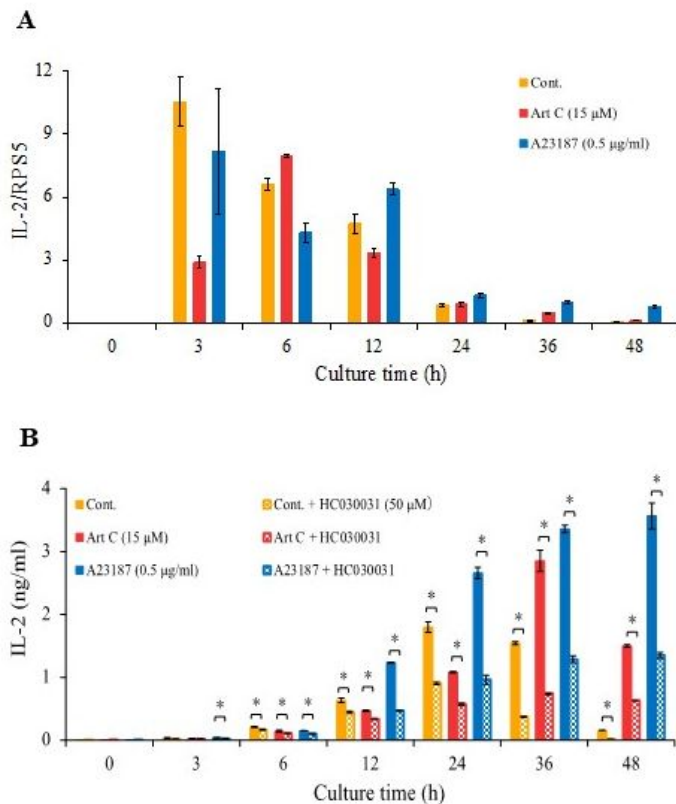 A
12
9
6
3
0
IL-2/RPS5
Cont.
Art C (15 μM)
A23187 (0.5 μg/ml)
0 3 6 12 24 36 48
Culture time (h)
B
4
3
2
1
0
IL-2 (ng/ml)
Cont. Cont. + HC030031 (50 μM)
Art C (15 μM) Art C + HC030031
A23187 (0.5 μg/ml) A23187 + HC030031
* * * * * * * * * * * * * * * *
0 3 6 12 24 36 48
Culture time (h)